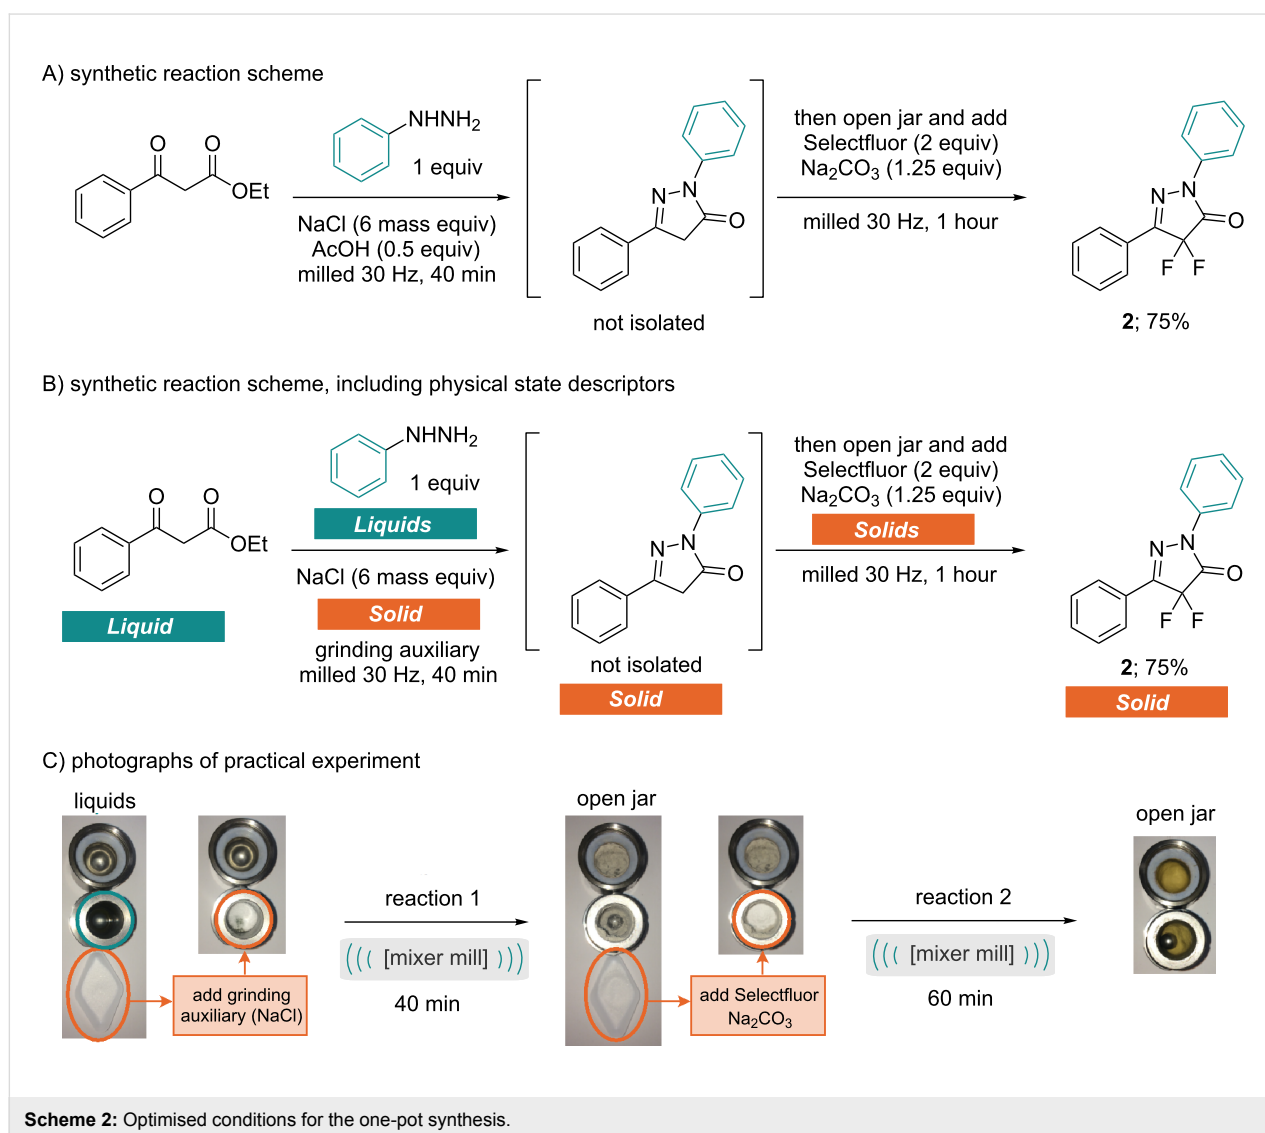 A) synthetic reaction scheme
O
O
OEt
NHNH2
1 equiv
NaCl (6 mass equiv)
AcOH (0.5 equiv)
milled 30 Hz, 40 min
N
N
O
not isolated
then open jar and add
Selectfluor (2 equiv)
Na2CO3 (1.25 equiv)
milled 30 Hz, 1 hour
N
N
O
F F
2; 75%
B) synthetic reaction scheme, including physical state descriptors
O
O
OEt
Liquid
NHNH2
1 equiv
Liquids
NaCl (6 mass equiv)
Solid
grinding auxiliary
milled 30 Hz, 40 min
N
N
O
not isolated
Solid
then open jar and add
Selectfluor (2 equiv)
Na2CO3 (1.25 equiv)
Solids
milled 30 Hz, 1 hour
N
N
O
F F
2; 75%
Solid
C) photographs of practical experiment
liquids
add grinding
auxiliary (NaCl)
reaction 1
((( [mixer mill] )))
40 min
open jar
add Selectfluor
Na2CO3
reaction 2
((( [mixer mill] )))
60 min
open jar
Scheme 2: Optimised conditions for the one-pot synthesis.